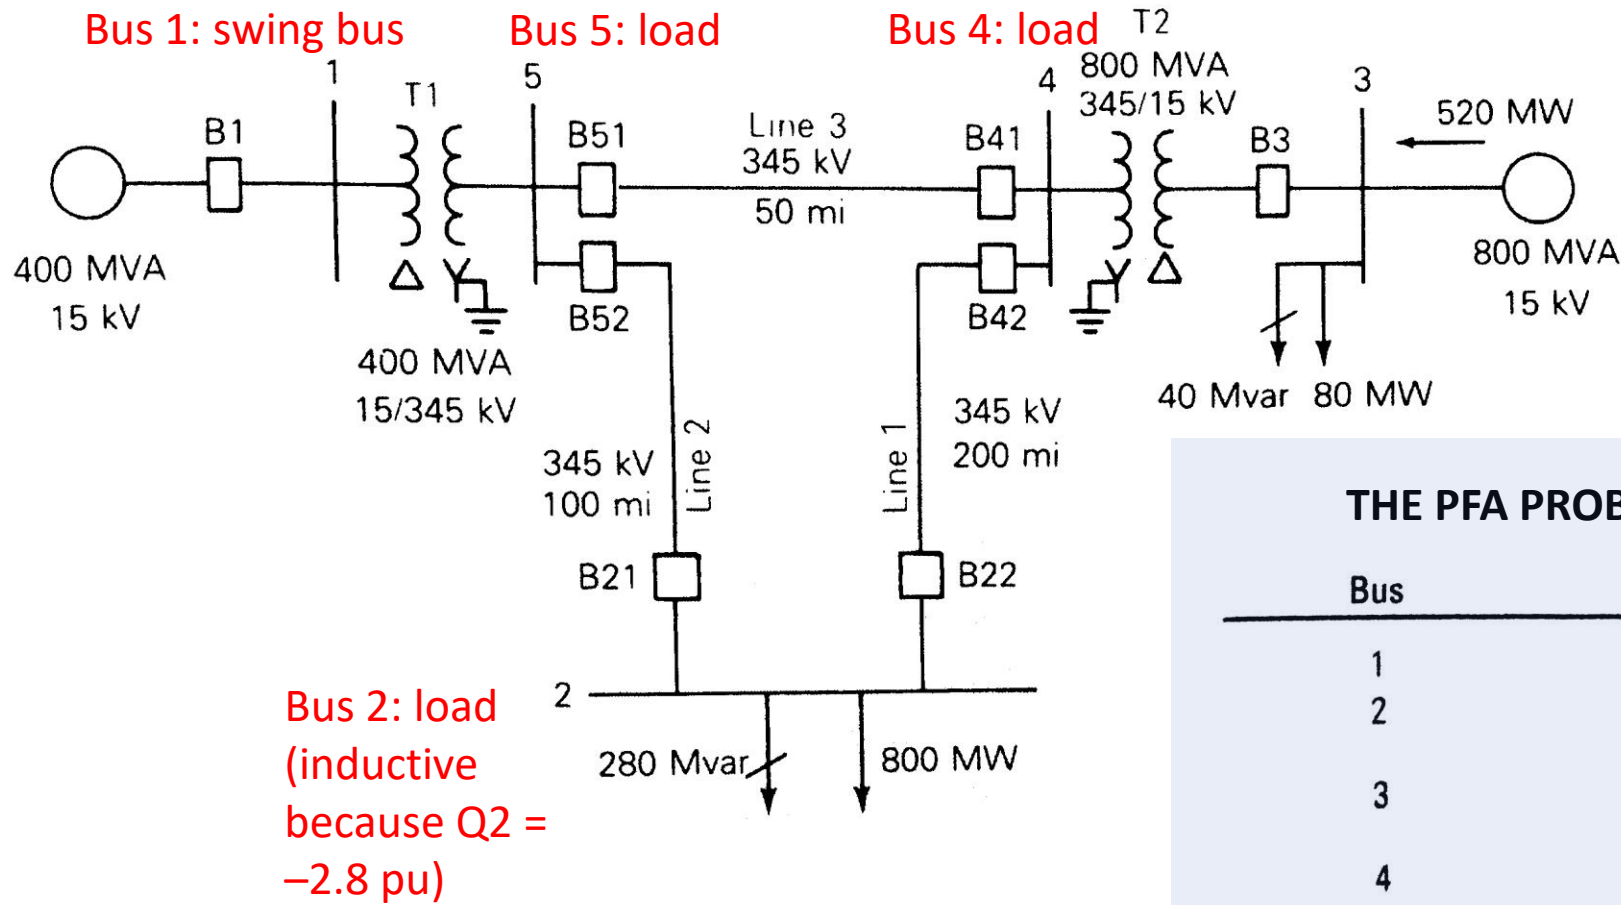 Bus 1: swing bus
Bus 5: load
Bus 4: load
T2
800 MVA
345/15 kV
1
T1
5
4
3
B1
B51
Line 3
345 kV
50 mi
B41
B3
520 MW
400 MVA
15 kV
B52
B42
800 MVA
15 kV
400 MVA
15/345 kV
40 Mvar
80 MW
345 kV
100 mi
Line 2
Line 1
345 kV
200 mi
B21
B22
2
280 Mvar
800 MW
Bus 2: load
(inductive
because Q2 =
–2.8 pu)
THE PFA PROB
Bus
1
2
3
4